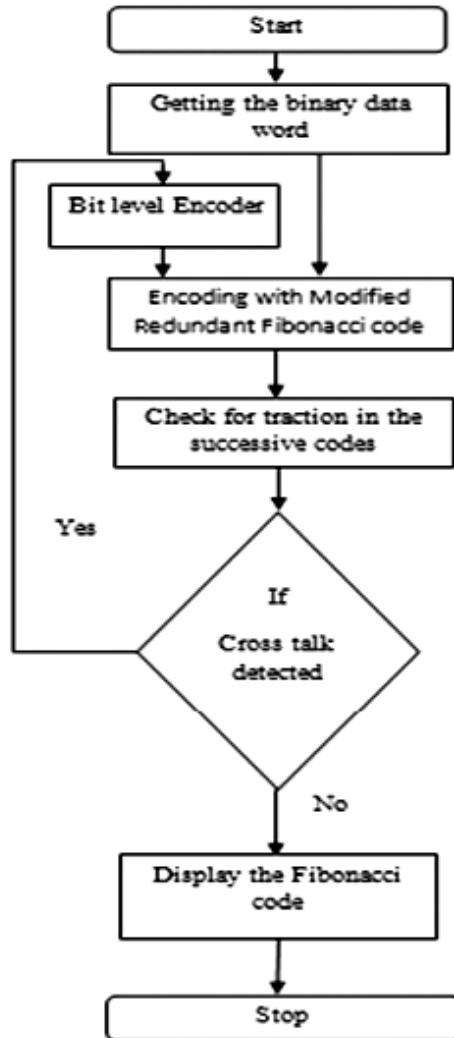 Start
Getting the binary data
word
Bit level Encoder
Encoding with Modified
Redundant Fibonacci code
Check for traction in the
successive codes
Yes
If
Cross talk
detected
No
Display the Fibonacci
code
Stop